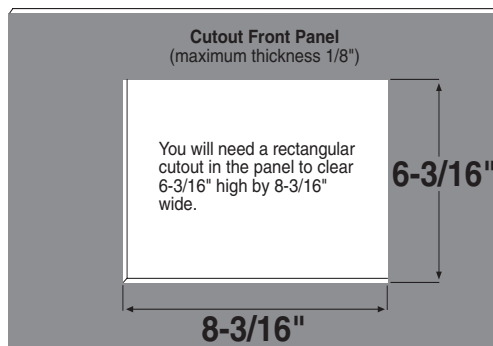 Cutout Front Panel
(maximum thickness 1/8")
You will need a rectangular
cutout in the panel to clear
6-3/16" high by 8-3/16"
wide.
6-3/16"
8-3/16"